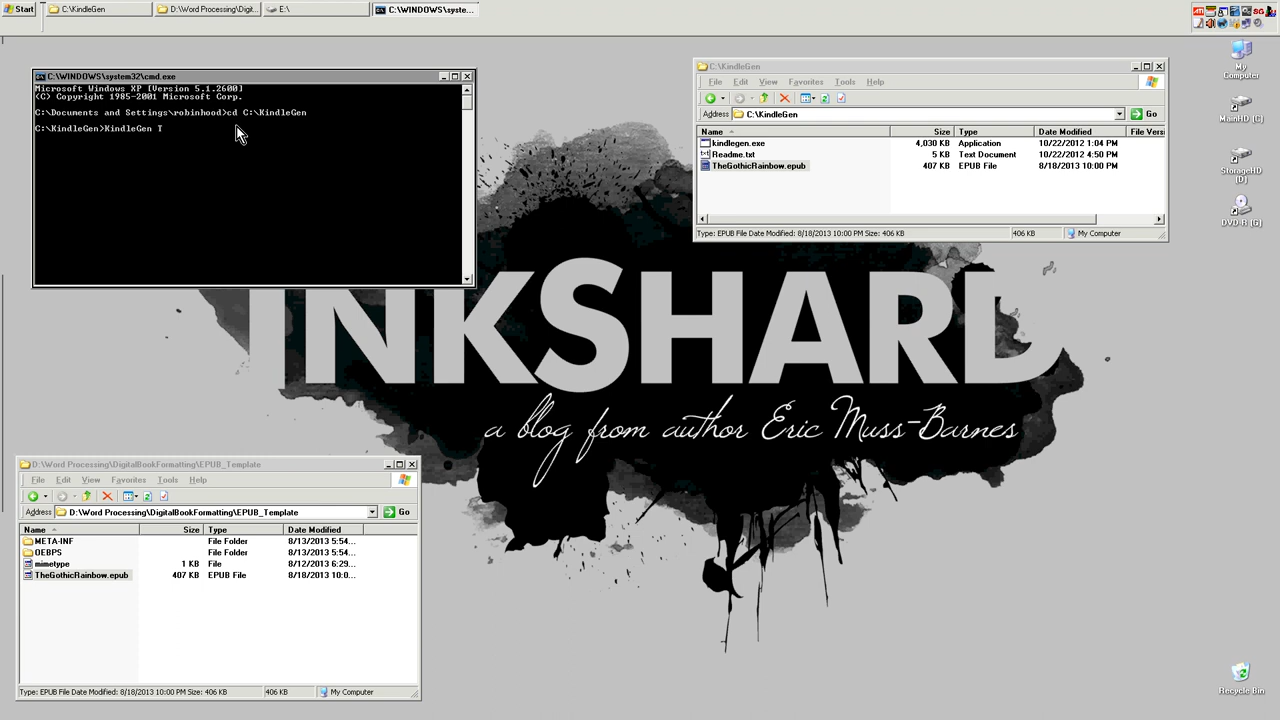 Start
C:\KindleGen
D:\Word Processing\Digit...
E:\
C:\WINDOWS\syste...
C:\WINDOWS\system32\cmd.exe
Microsoft Windows XP [Version 5.1.2600]
(C) Copyright 1985-2001 Microsoft Corp.
C:\Documents and Settings\robinhood>cd C:\KindleGen
C:\KindleGen>KindleGen T
C:\KindleGen
File Edit View Favorites Tools Help
Address C:\KindleGen Go
Name Size Type Date Modified File Versi
kindlegen.exe 4,030 KB Application 10/22/2012 1:04 PM
Readme.txt 5 KB Text Document 10/22/2012 4:50 PM
TheGothicRainbow.epub 407 KB EPUB File 8/18/2013 10:00 PM
Type: EPUB File Date Modified: 8/18/2013 10:00 PM Size: 406 KB 406 KB My Computer
My
Computer
MainHD (C)
StorageHD
(D)
DVD-R (G)
INKSHARD
a blog from author Eric Muss-Barnes
D:\Word Processing\DigitalBookFormatting\EPUB_Template
File Edit View Favorites Tools Help
Address D:\Word Processing\DigitalBookFormatting\EPUB_Template Go
Name Size Type Date Modified
META-INF File Folder 8/13/2013 5:54...
OEBPS File Folder 8/13/2013 5:54...
mimetype 1 KB File 8/12/2013 6:29...
TheGothicRainbow.epub 407 KB EPUB File 8/18/2013 10:0...
Type: EPUB File Date Modified: 8/18/2013 10:00 PM Size: 406 KB 406 KB My Computer
Recycle Bin